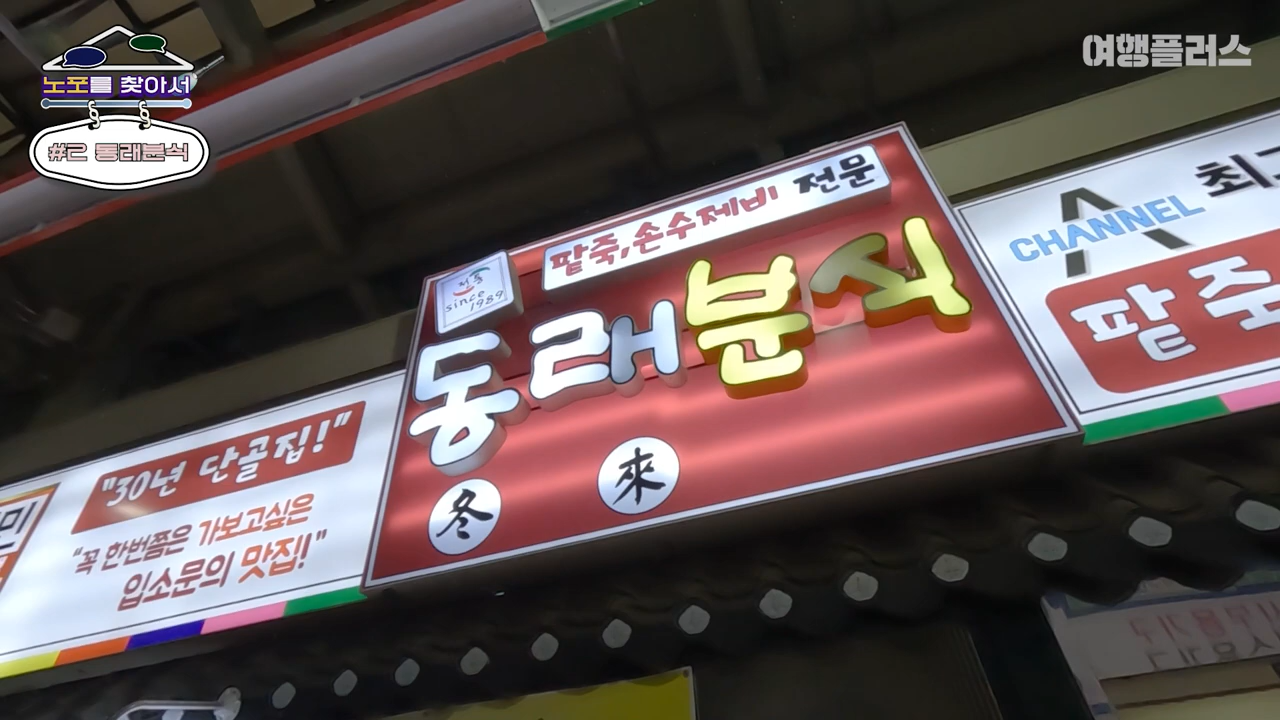 노포를 찾아서
#2 동래분식
여행플러스
팥죽,손수제비 전문
since
1989
동래분식
冬 來
"30년 단골집!"
"꼭 한번쯤은 가보고싶은
입소문의 맛집!"
CHANNEL A
팥죽